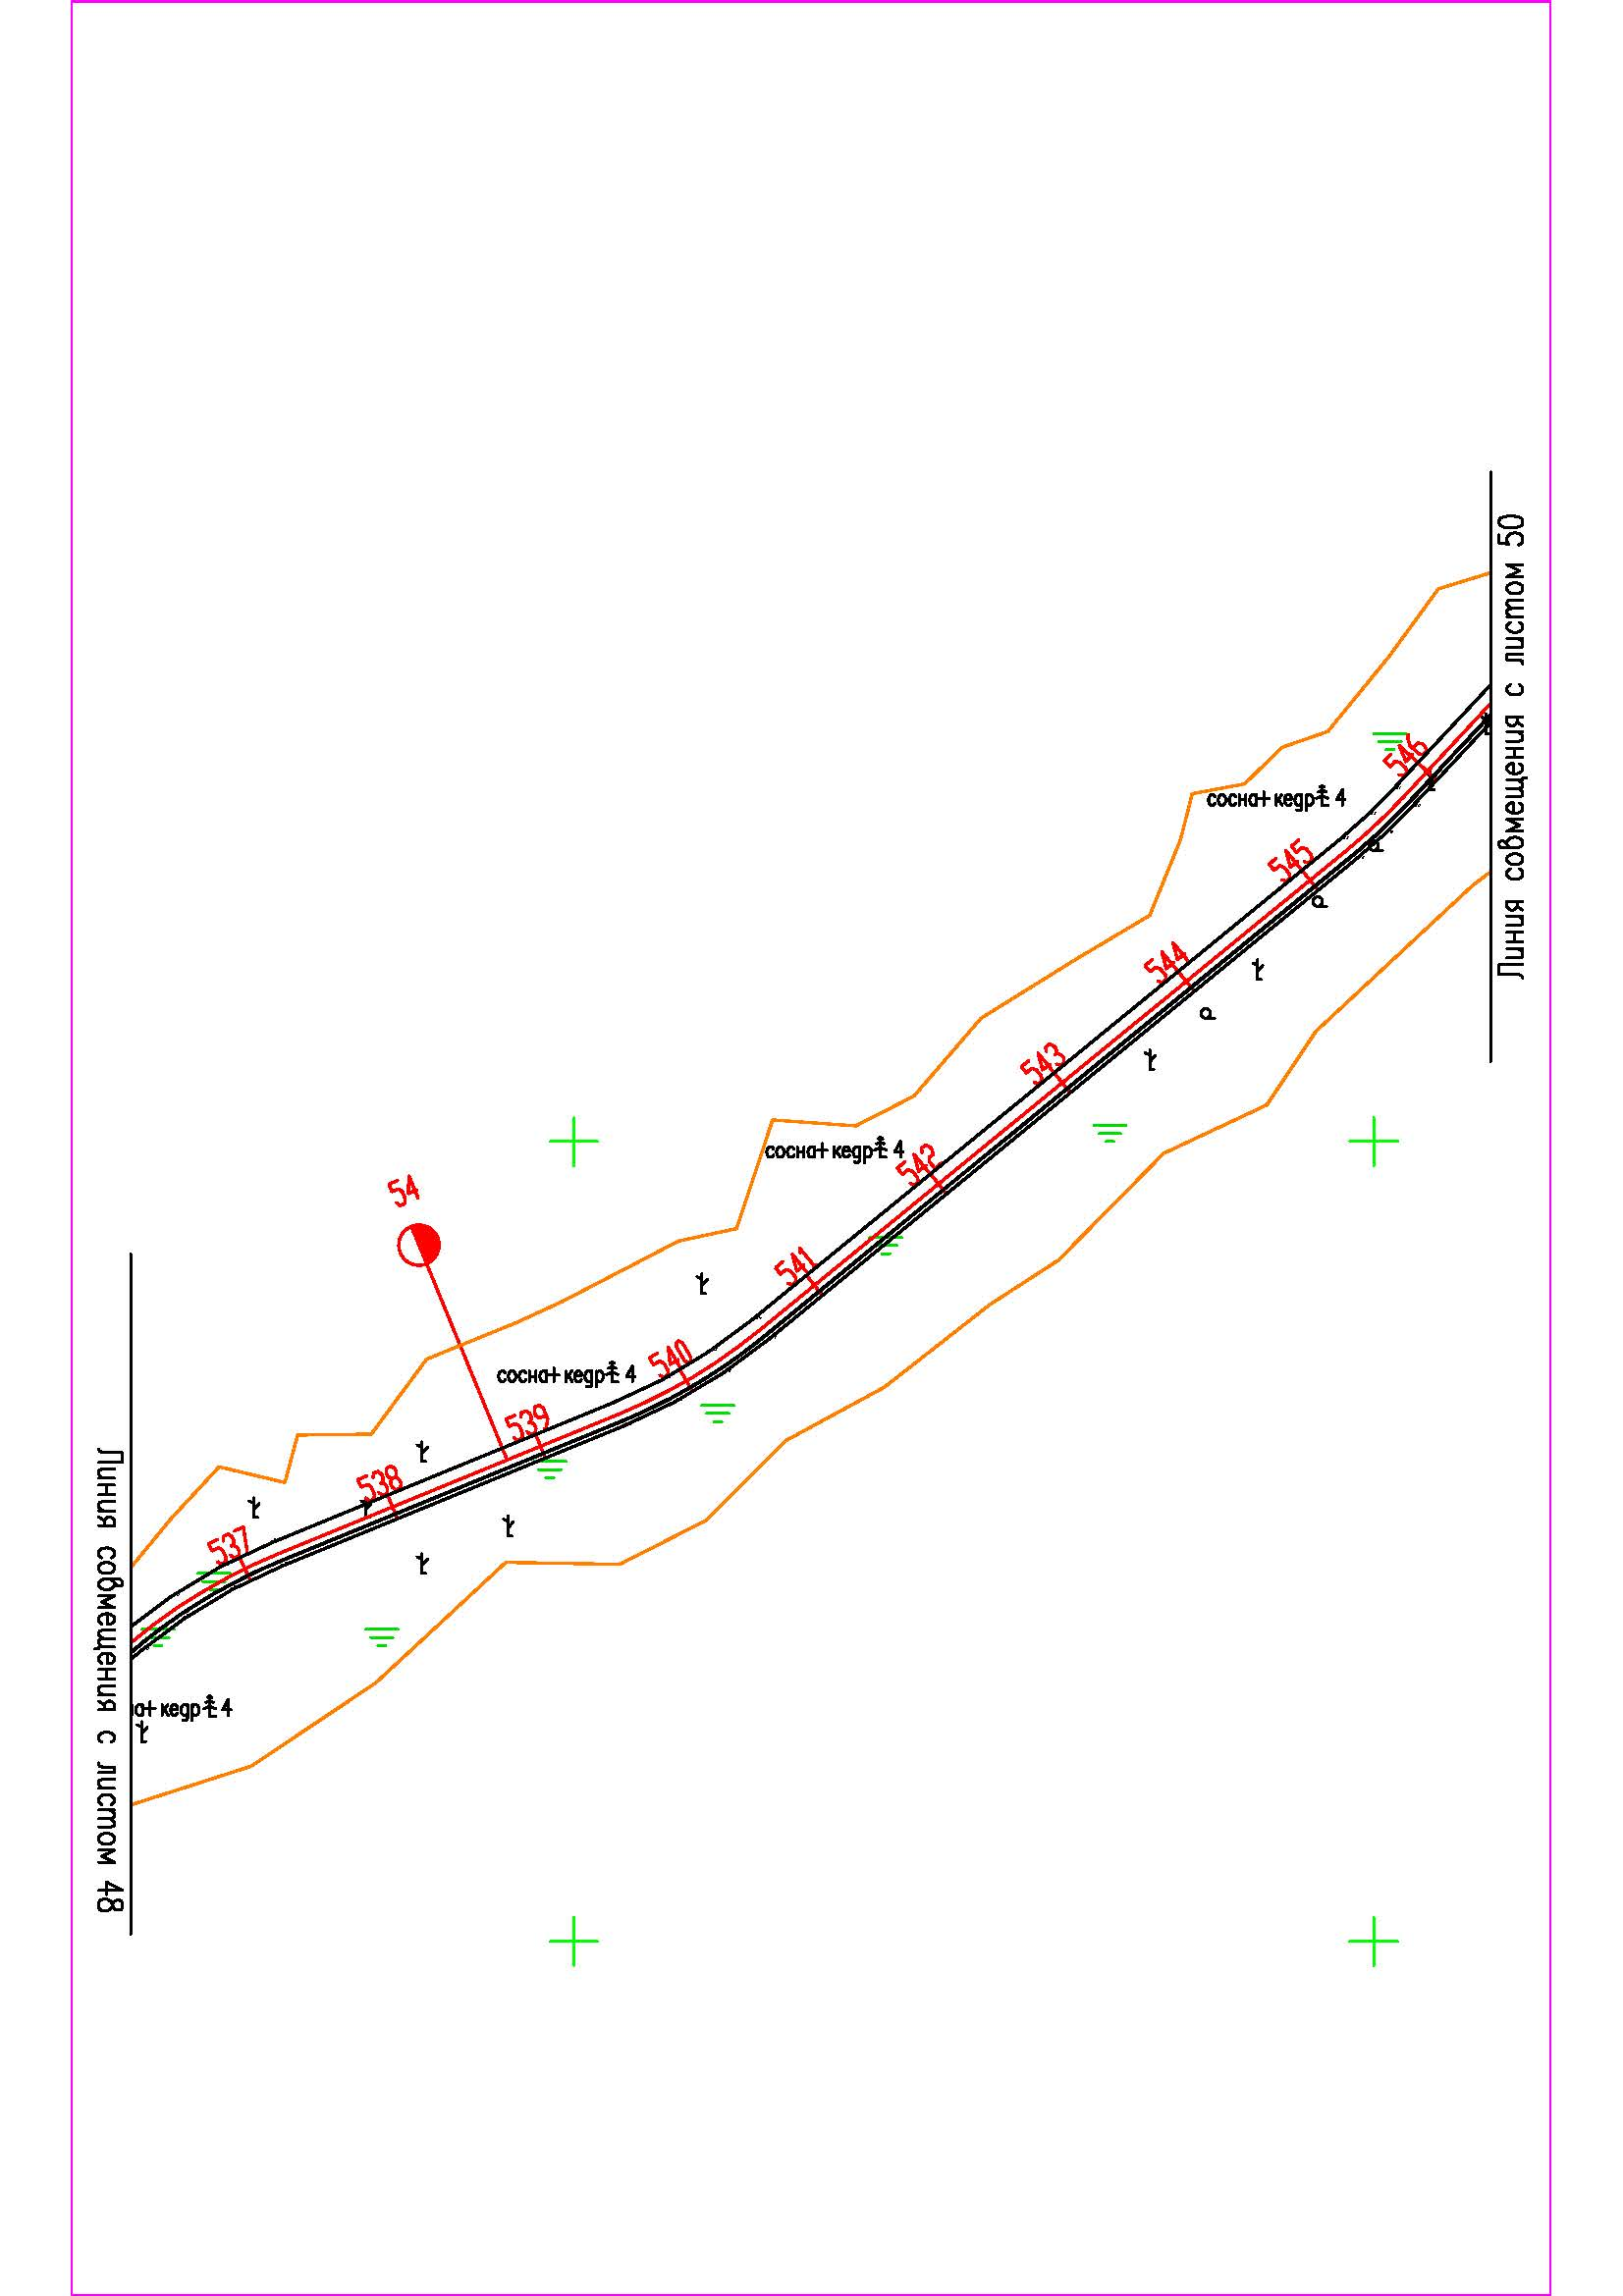 Линия совмещения с листом 50
546
сосна+кедр 4
545
544
543
542
сосна+кедр 4
54
541
540
сосна+кедр 4
539
538
537
Линия совмещения с листом 48
а+кедр 4